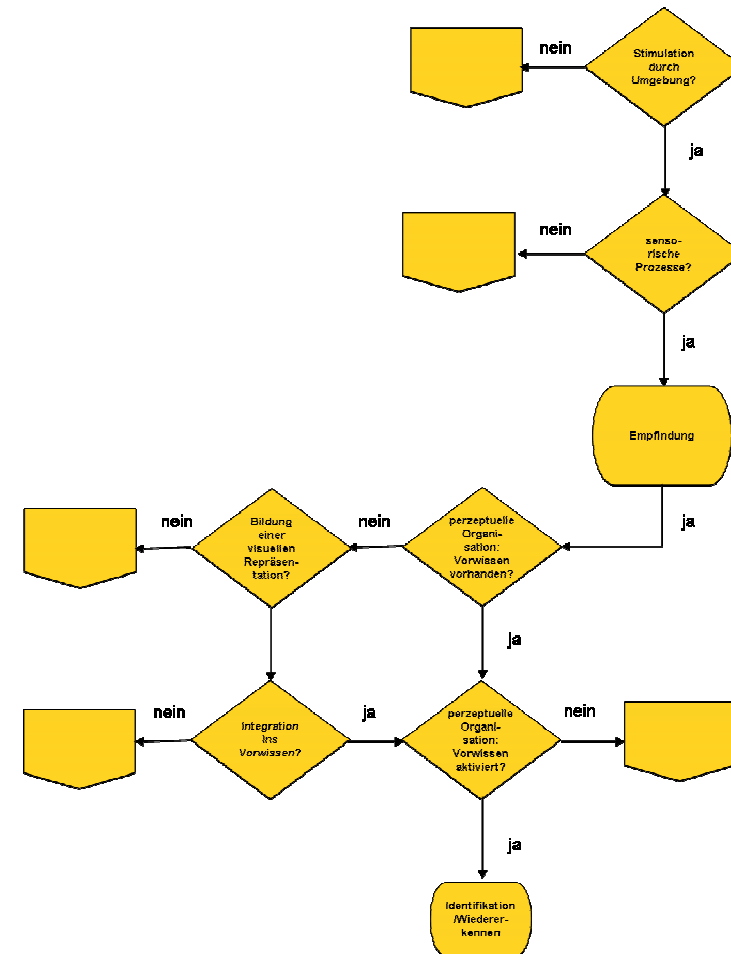 nein
Stimulation
durch
Umgebung?
ja
nein
senso-
rische
Prozesse?
ja
Empfindung
ja
nein
Bildung
einer
visuellen
Repräsen-
tation?
nein
perzeptuelle
Organi-
sation:
Vorwissen
vorhanden?
ja
nein
Integration
ins
Vorwissen?
ja
perzeptuelle
Organi-
sation:
Vorwissen
aktiviert?
nein
ja
Identifikation
/Wiederer-
kennen